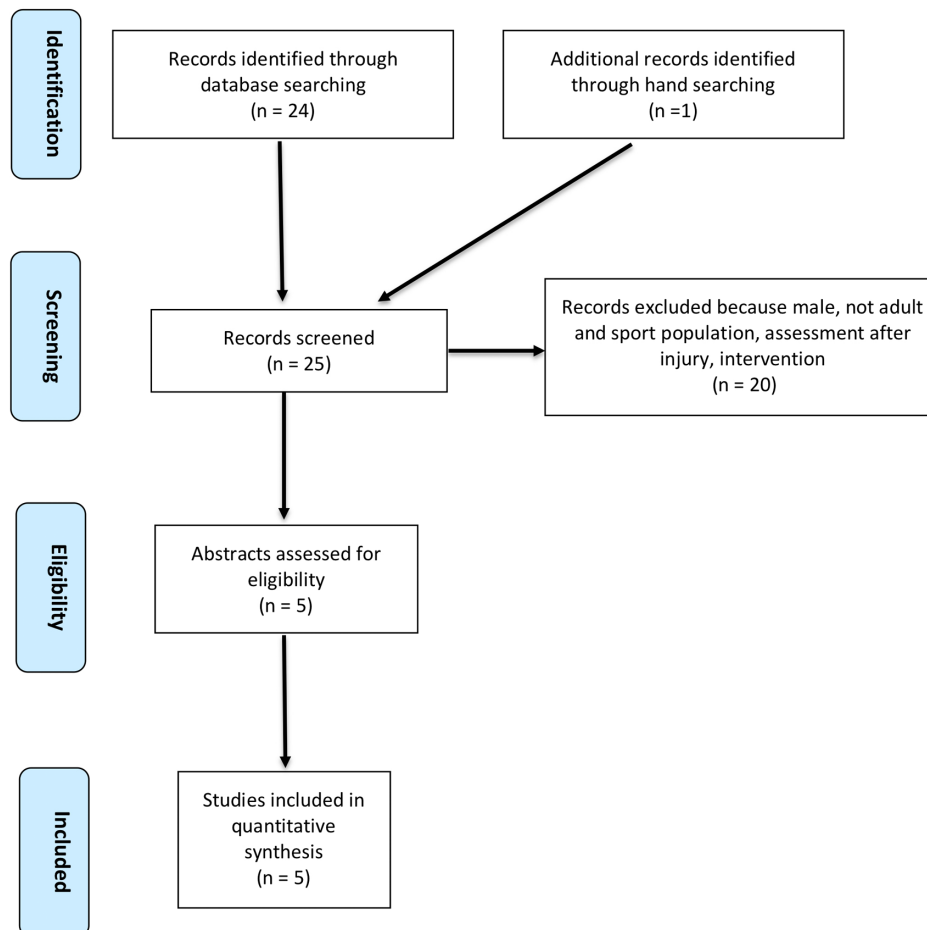 Identification
Records identified through
database searching
(n = 24)
Additional records identified
through hand searching
(n =1)
Screening
Records screened
(n = 25)
Records excluded because male, not adult
and sport population, assessment after
injury, intervention
(n = 20)
Eligibility
Abstracts assessed for
eligibility
(n = 5)
Included
Studies included in
quantitative
synthesis
(n = 5)